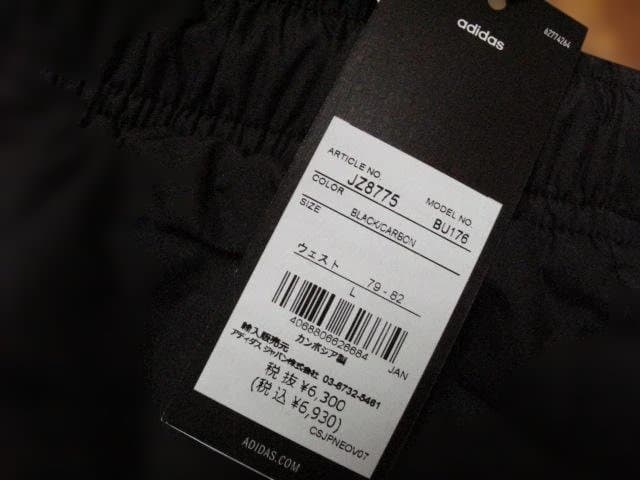 adidas
62774264
ARTICLE NO.
JZ8775
MODEL NO.
BU176
COLOR
BLACK/CARBON
SIZE
ウェスト 79 - 82
L
4068806626684
JAN
輸入販売元 カンボジア製
アディダス ジャパン株式会社 03-6732-5461
税 抜 ¥6,300
(税 込 ¥6,930)
CSJPNEOV07
ADIDAS.COM